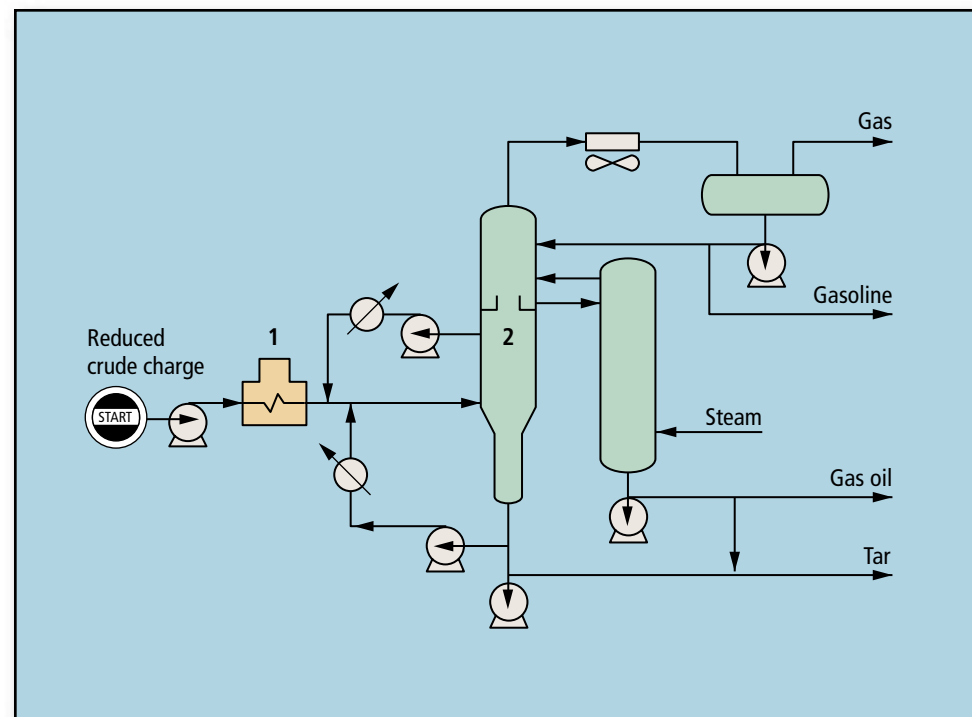 Gas
Gasoline
Reduced
crude charge
START
1
2
Steam
Gas oil
Tar